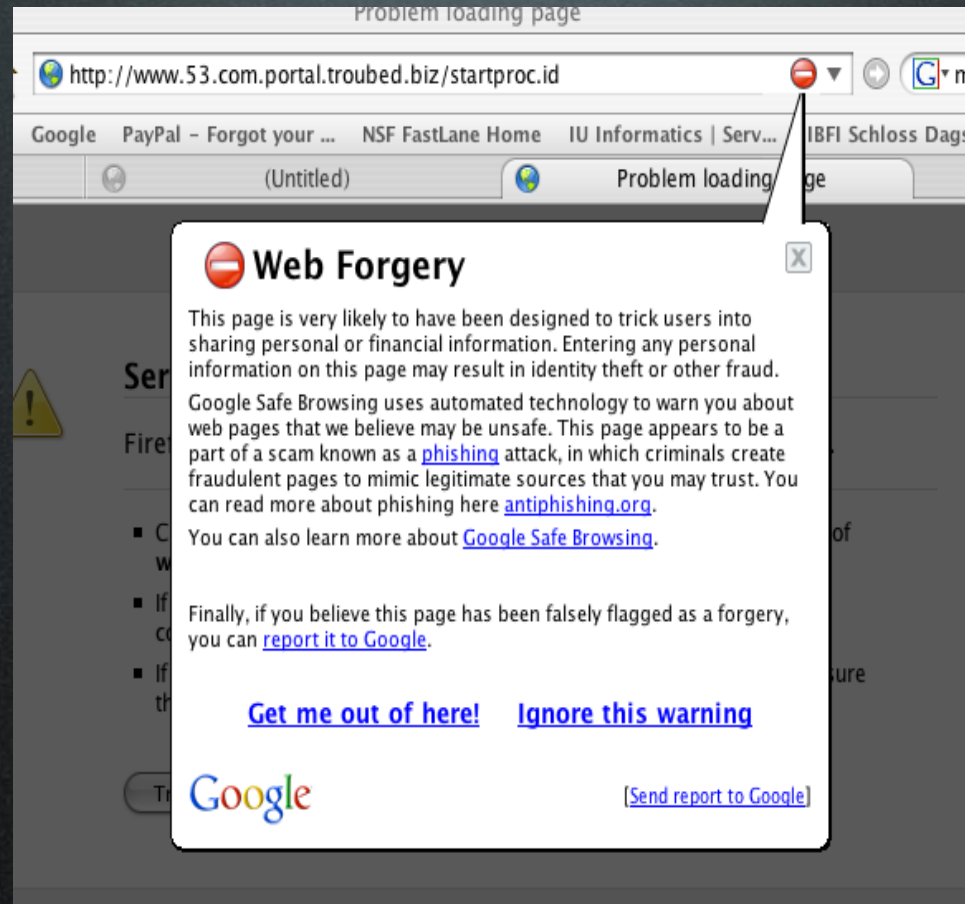 Problem loading page
http://www.53.com.portal.troubed.biz/startproc.id
G
Google PayPal – Forgot your ... NSF FastLane Home IU Informatics | Serv... IBFI Schloss Dags
(Untitled) Problem loading ge
Web Forgery
X
This page is very likely to have been designed to trick users into
sharing personal or financial information. Entering any personal
information on this page may result in identity theft or other fraud.
Google Safe Browsing uses automated technology to warn you about
web pages that we believe may be unsafe. This page appears to be a
part of a scam known as a phishing attack, in which criminals create
fraudulent pages to mimic legitimate sources that you may trust. You
can read more about phishing here antiphishing.org.
You can also learn more about Google Safe Browsing.
Finally, if you believe this page has been falsely flagged as a forgery,
you can report it to Google.
Get me out of here! Ignore this warning
Google [Send report to Google]
Ser
Firef
of
If
If sure
th
Tr